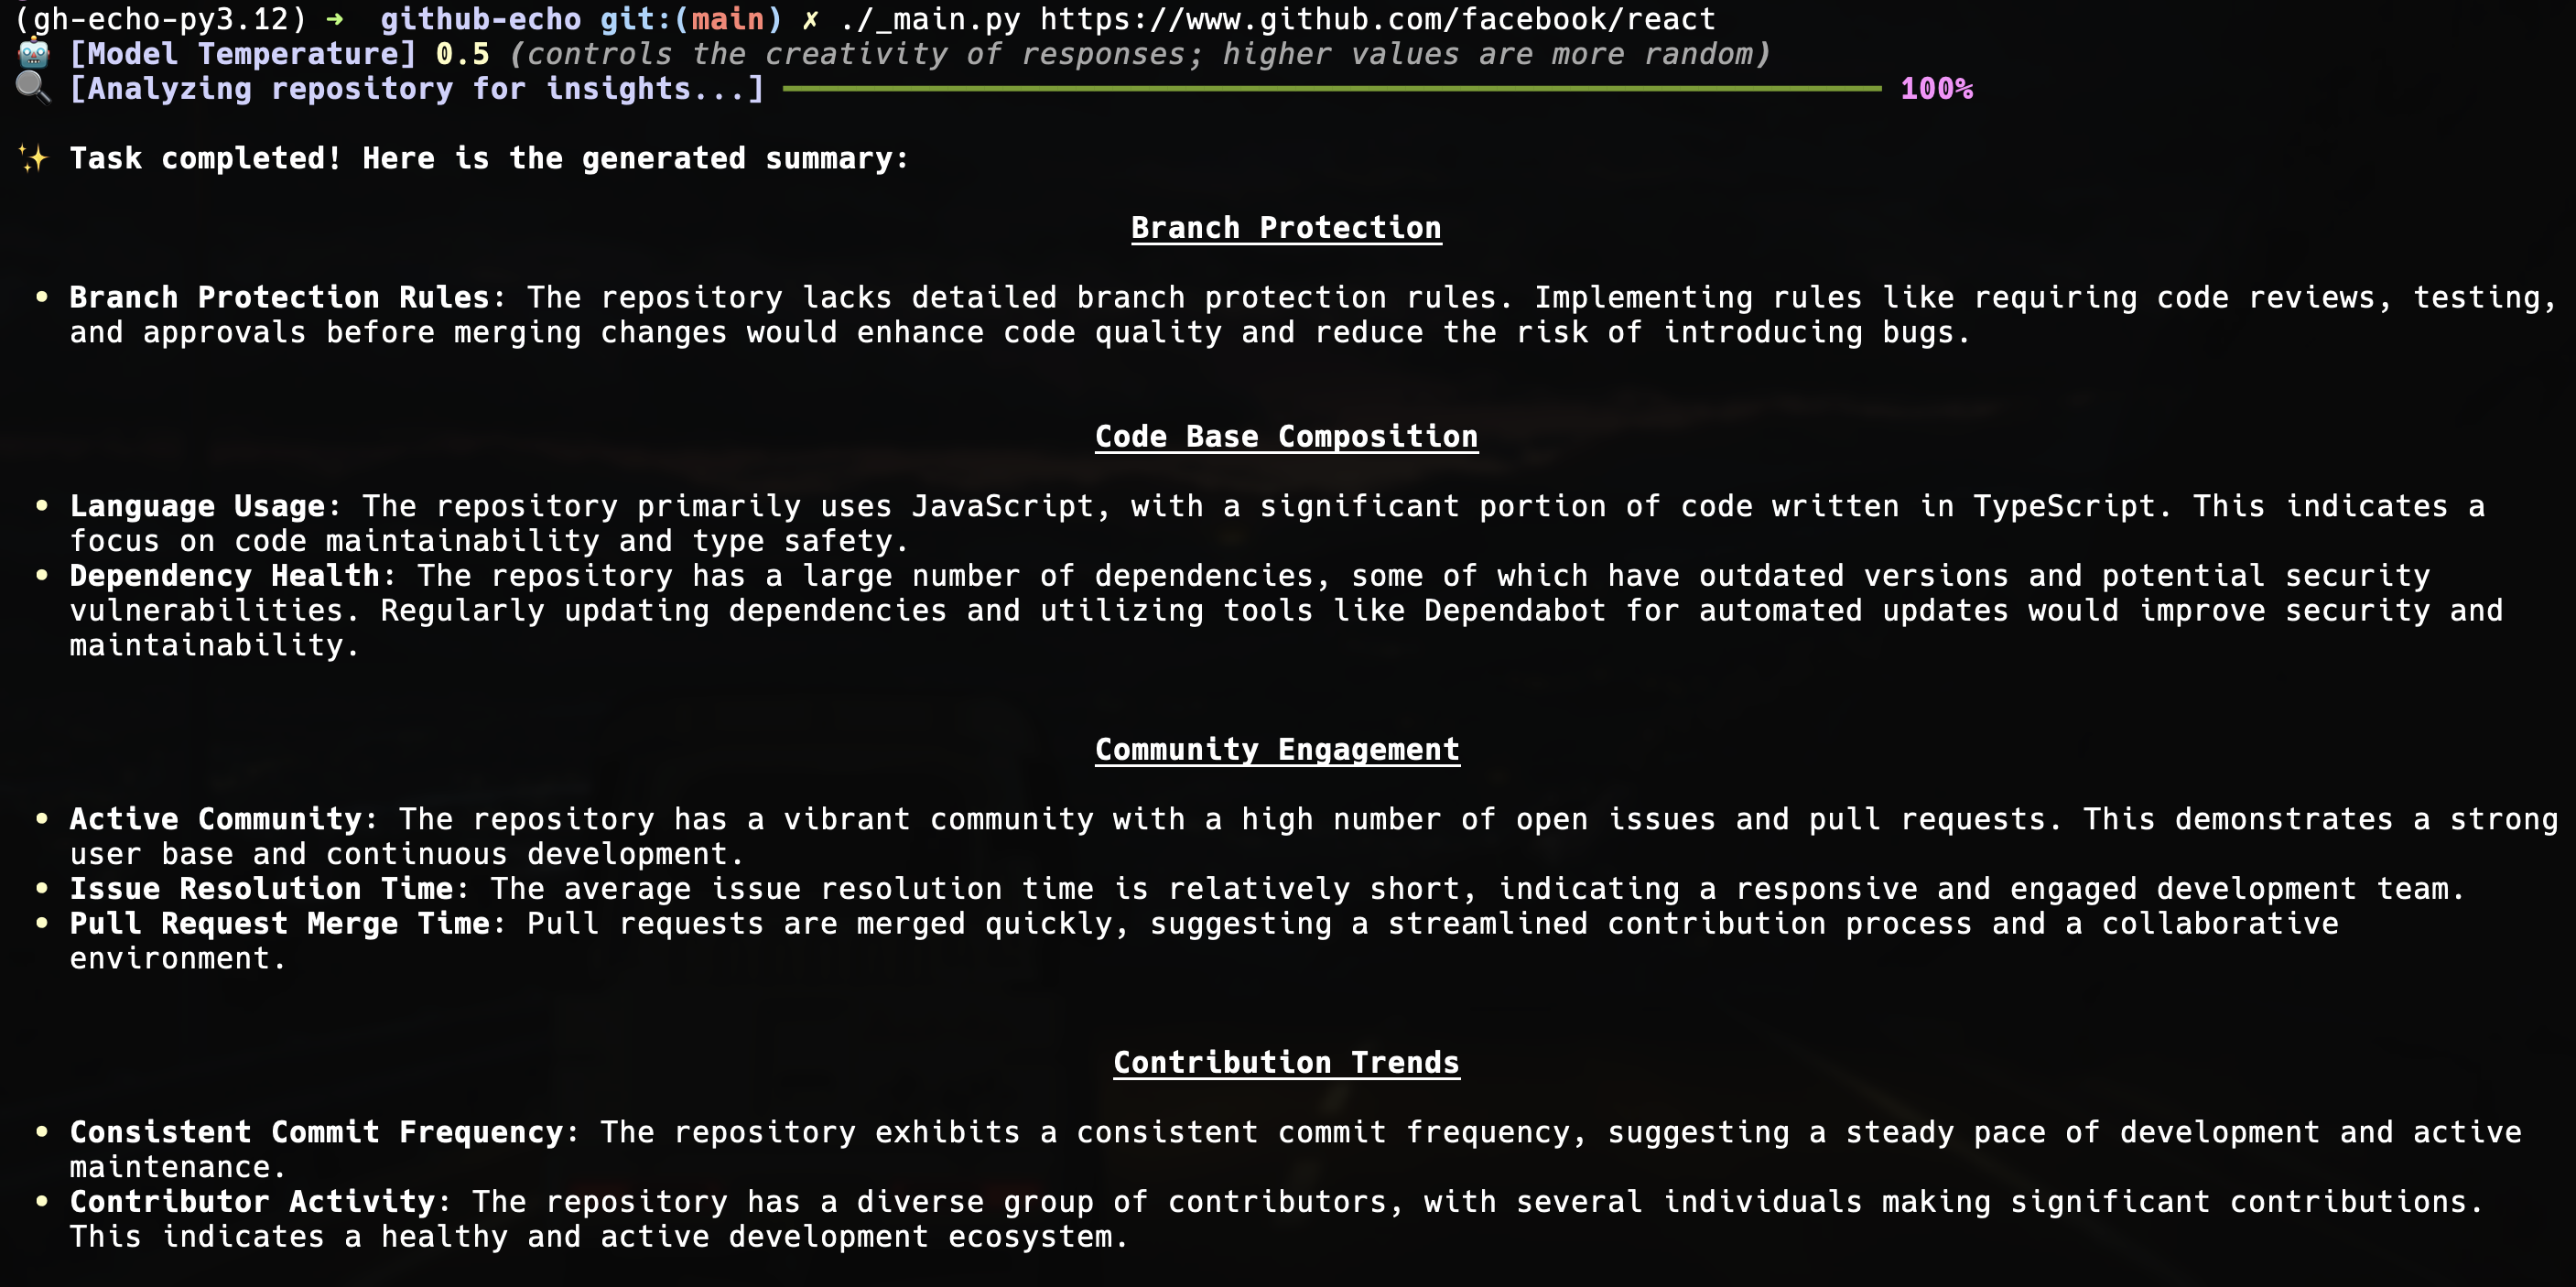 (gh-echo-py3.12) ➜  github-echo git:(main) ✗ ./_main.py https://www.github.com/facebook/react
🤖 [Model Temperature] 0.5 (controls the creativity of responses; higher values are more random)
🔍 [Analyzing repository for insights...] 100%
✨ Task completed! Here is the generated summary:
Branch Protection
• Branch Protection Rules: The repository lacks detailed branch protection rules. Implementing rules like requiring code reviews, testing,
and approvals before merging changes would enhance code quality and reduce the risk of introducing bugs.
Code Base Composition
• Language Usage: The repository primarily uses JavaScript, with a significant portion of code written in TypeScript. This indicates a
focus on code maintainability and type safety.
• Dependency Health: The repository has a large number of dependencies, some of which have outdated versions and potential security
vulnerabilities. Regularly updating dependencies and utilizing tools like Dependabot for automated updates would improve security and
maintainability.
Community Engagement
• Active Community: The repository has a vibrant community with a high number of open issues and pull requests. This demonstrates a strong
user base and continuous development.
• Issue Resolution Time: The average issue resolution time is relatively short, indicating a responsive and engaged development team.
• Pull Request Merge Time: Pull requests are merged quickly, suggesting a streamlined contribution process and a collaborative
environment.
Contribution Trends
• Consistent Commit Frequency: The repository exhibits a consistent commit frequency, suggesting a steady pace of development and active
maintenance.
• Contributor Activity: The repository has a diverse group of contributors, with several individuals making significant contributions.
This indicates a healthy and active development ecosystem.